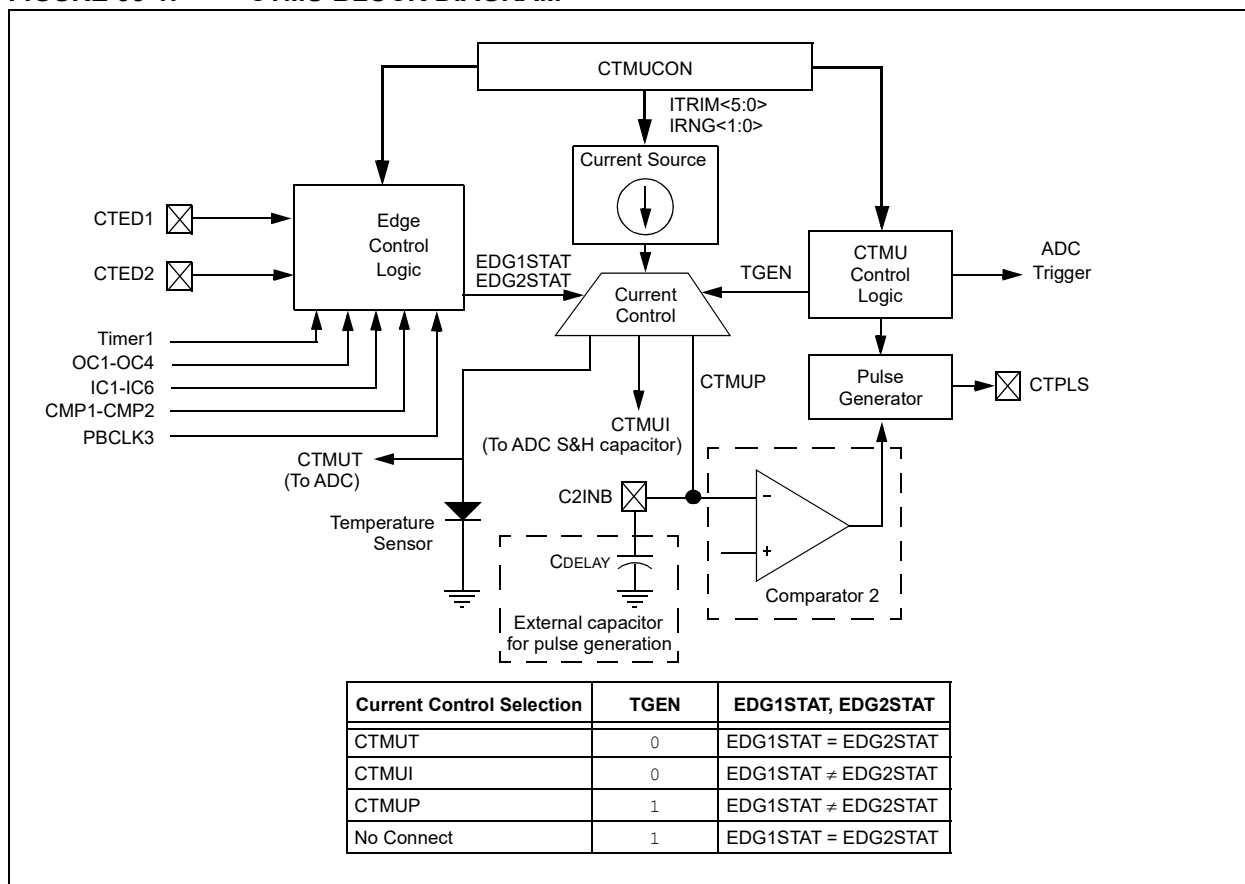 CTMUCON
ITRIM<5:0>
IRNG<1:0>
Current Source
CTED1
CTED2
Edge
Control
Logic
EDG1STAT
EDG2STAT
Current
Control
TGEN
CTMU
Control
Logic
ADC
Trigger
Timer1
OC1-OC4
IC1-IC6
CMP1-CMP2
PBCLK3
CTMUT
(To ADC)
CTMUI
(To ADC S&H capacitor)
CTMUP
Pulse
Generator
CTPLS
C2INB
Temperature
Sensor
CDELAY
External capacitor
for pulse generation
–
+
Comparator 2
Current Control Selection TGEN EDG1STAT, EDG2STAT
CTMUT 0 EDG1STAT = EDG2STAT
CTMUI 0 EDG1STAT ≠ EDG2STAT
CTMUP 1 EDG1STAT ≠ EDG2STAT
No Connect 1 EDG1STAT = EDG2STAT